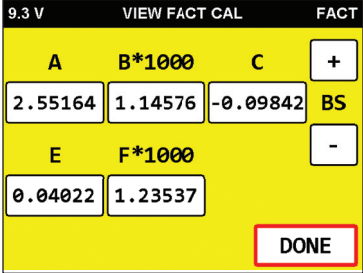 9.3 V VIEW FACT CAL FACT
A B*1000 C +
2.55164 1.14576 -0.09842 BS
E F*1000 -
0.04022 1.23537
DONE